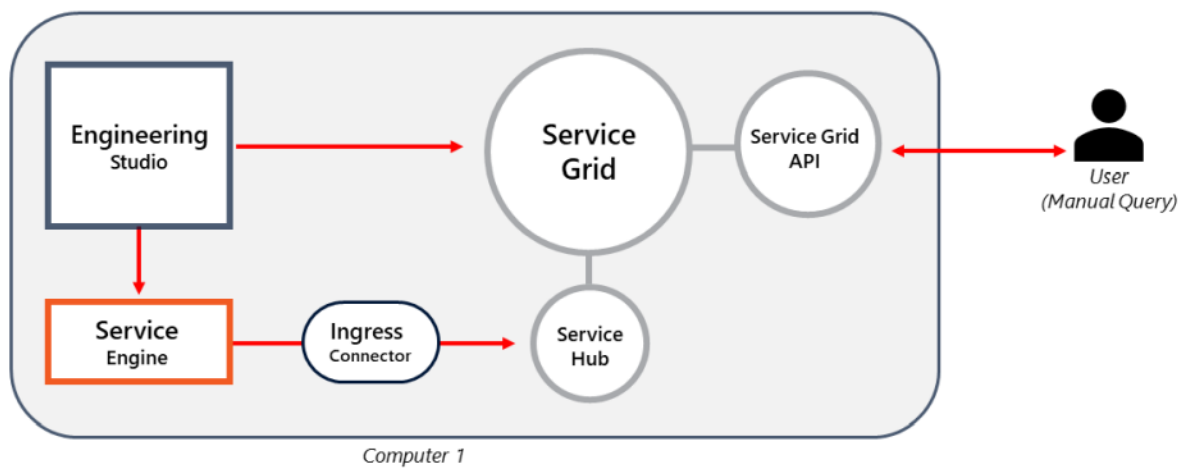 Engineering
Studio
Service
Grid
Service Grid
API
User
(Manual Query)
Service
Engine
Ingress
Connector
Service
Hub
Computer 1